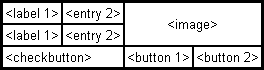 <label 1> <entry 2>
<label 1> <entry 2>
<image>
<checkbutton> <button 1> <button 2>